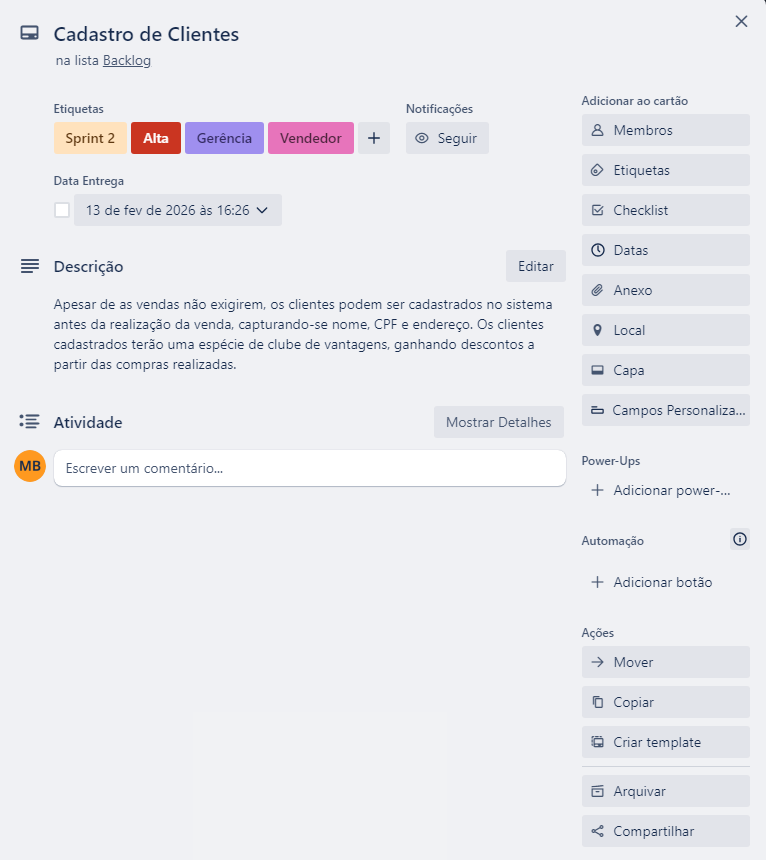 Cadastro de Clientes
na lista Backlog
Etiquetas
Sprint 2
Alta
Gerência
Vendedor
Notificações
Seguir
Data Entrega
13 de fev de 2026 às 16:26
Descrição
Editar
Apesar de as vendas não exigirem, os clientes podem ser cadastrados no sistema
antes da realização da venda, capturando-se nome, CPF e endereço. Os clientes
cadastrados terão uma espécie de clube de vantagens, ganhando descontos a
partir das compras realizadas.
Atividade
Mostrar Detalhes
MB
Escrever um comentário...
Adicionar ao cartão
Membros
Etiquetas
Checklist
Datas
Anexo
Local
Capa
Campos Personaliza...
Power-Ups
Adicionar power-...
Automação
Adicionar botão
Ações
Mover
Copiar
Criar template
Arquivar
Compartilhar